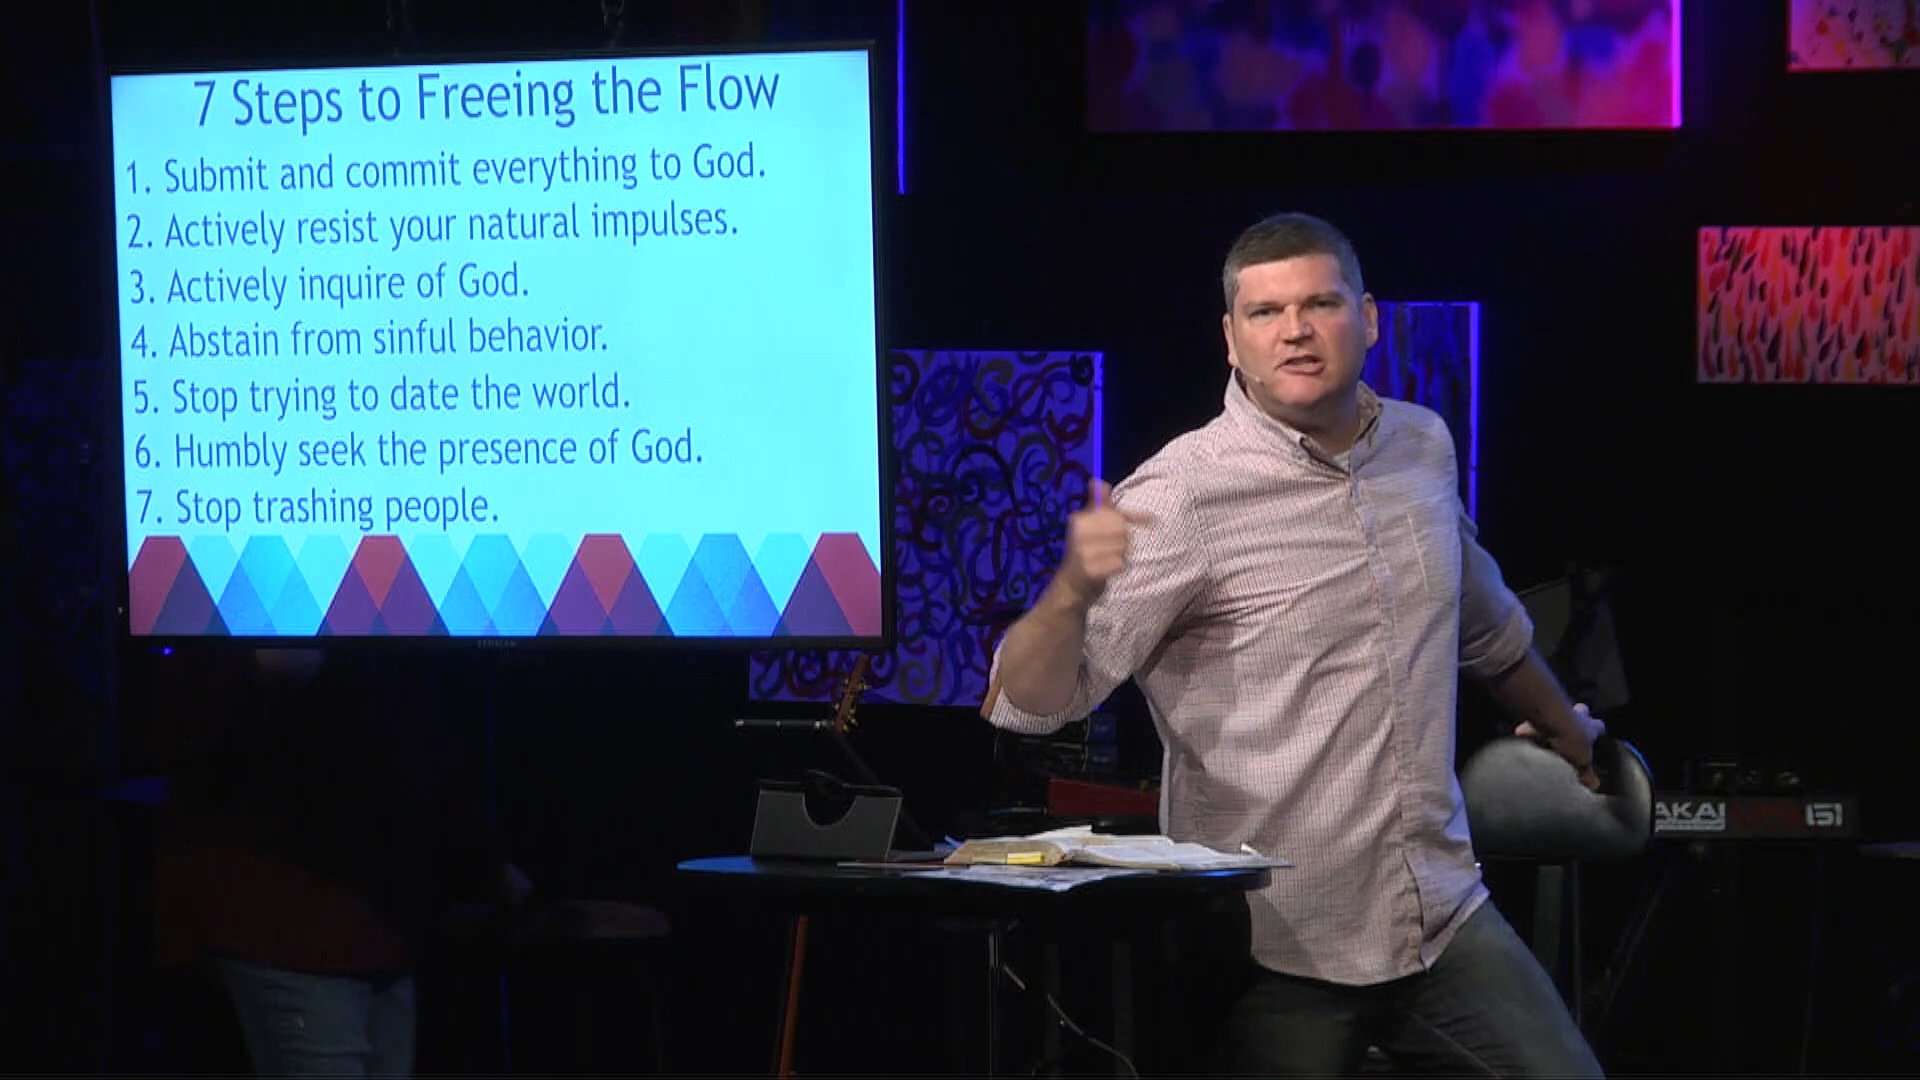 7 Steps to Freeing the Flow
1. Submit and commit everything to God.
2. Actively resist your natural impulses.
3. Actively inquire of God.
4. Abstain from sinful behavior.
5. Stop trying to date the world.
6. Humbly seek the presence of God.
7. Stop trashing people.
AKAI